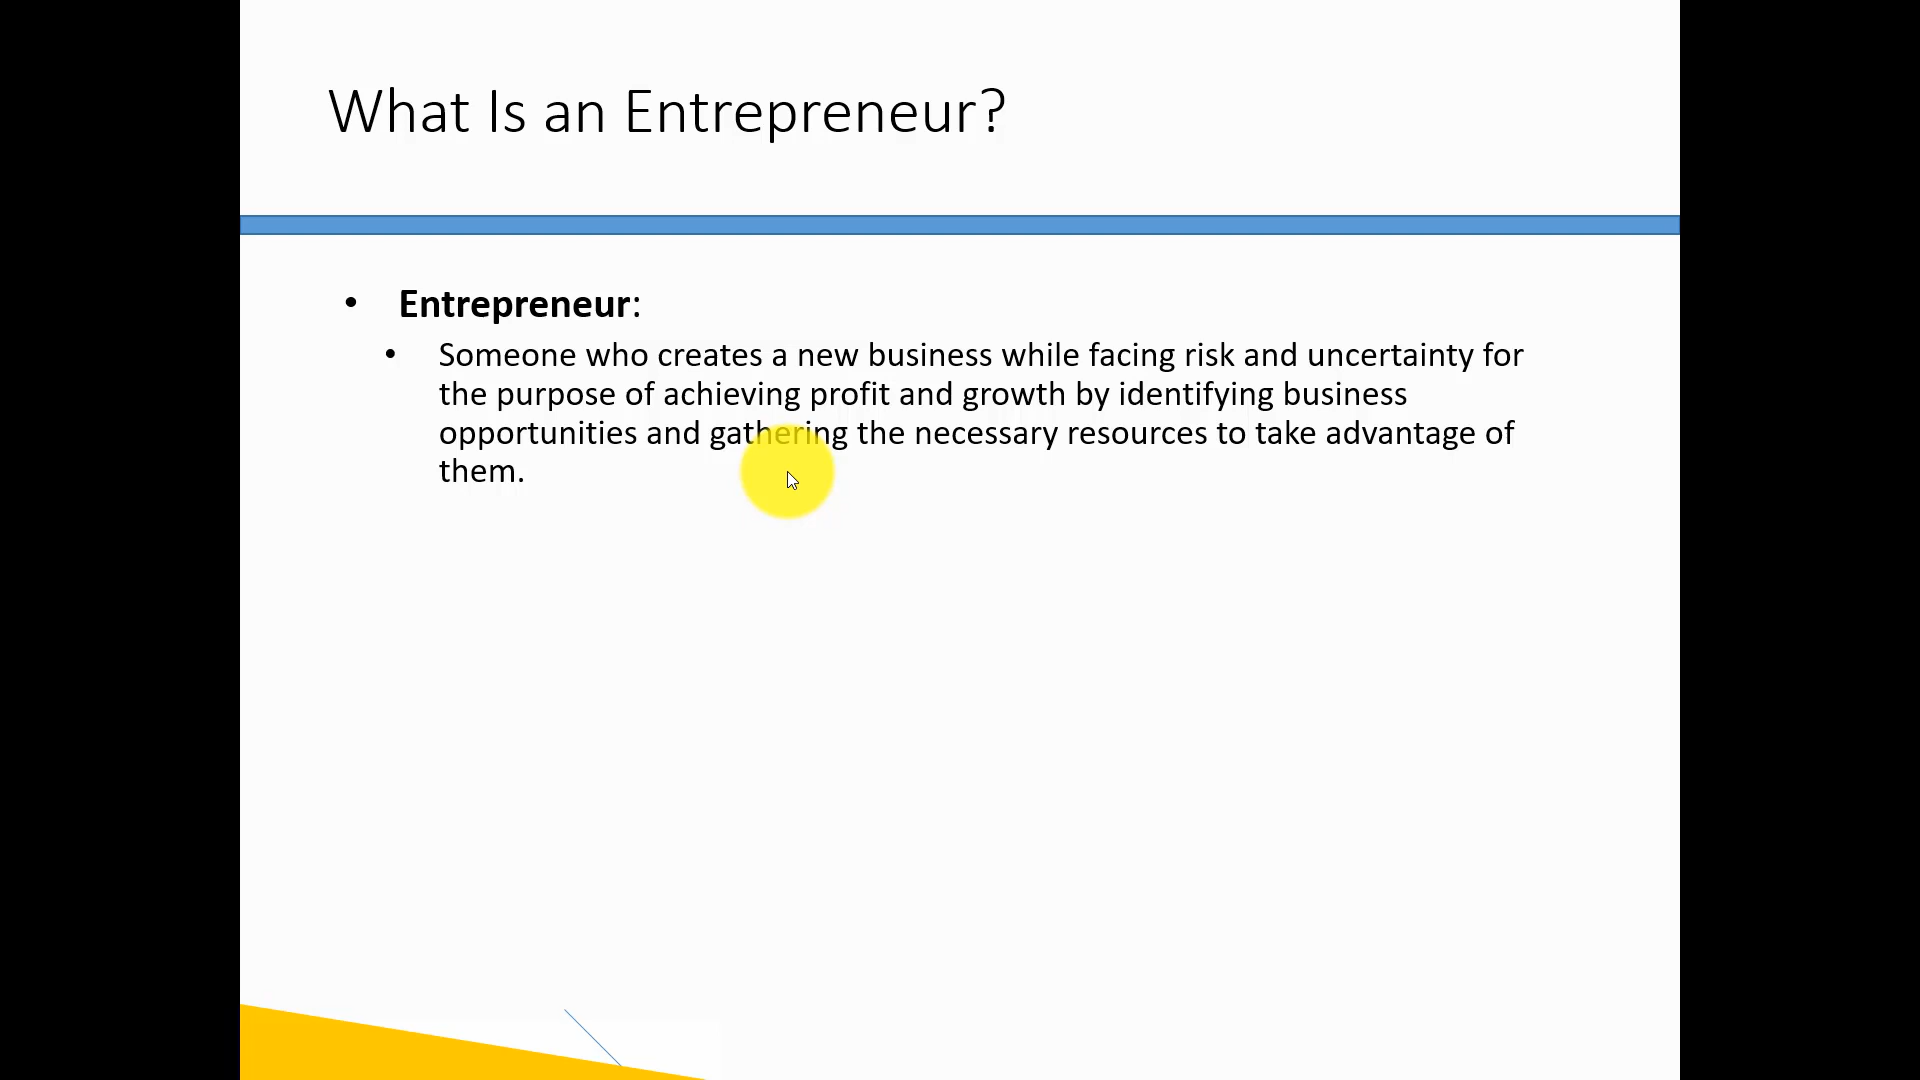 What Is an Entrepreneur?
• Entrepreneur:
• Someone who creates a new business while facing risk and uncertainty for
the purpose of achieving profit and growth by identifying business
opportunities and gathering the necessary resources to take advantage of
them.